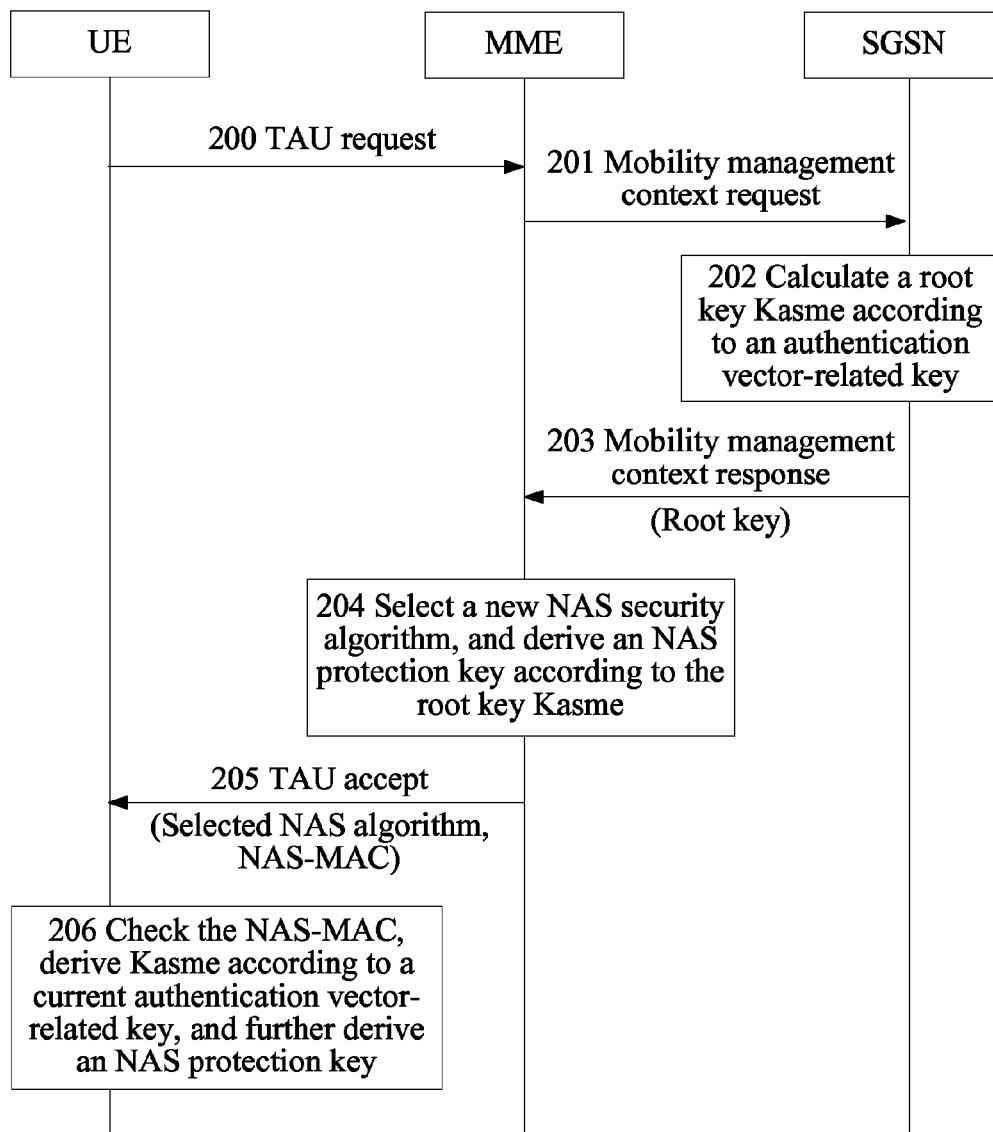 UE
MME
SGSN
200 TAU request
201 Mobility management
context request
202 Calculate a root
key Kasme according
to an authentication
vector-related key
203 Mobility management
context response
(Root key)
204 Select a new NAS security
algorithm, and derive an NAS
protection key according to the
root key Kasme
205 TAU accept
(Selected NAS algorithm,
NAS-MAC)
206 Check the NAS-MAC,
derive Kasme according to a
current authentication vector-
related key, and further derive
an NAS protection key